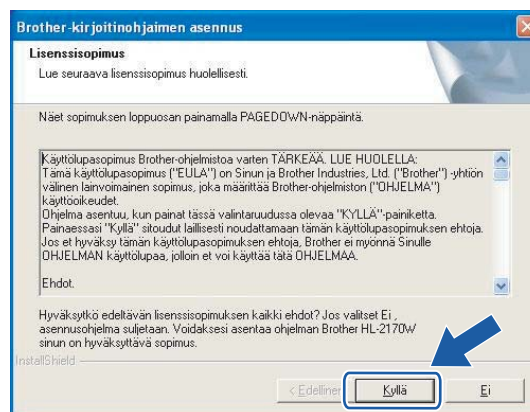 Brother-kirjoitinohjaimen asennus
Lisenssisopimus
Lue seuraava lisenssisopimus huolellisesti.
Näet sopimuksen loppuosan painamalla PAGEDOWN-näppäintä.
Käyttölupasopimus Brother-ohjelmistoa varten TÄRKEÄÄ. LUE HUOLELLA:
Tämä käyttölupasopimus ("EULA") on Sinun ja Brother Industries, Ltd. ("Brother") -yhtiön
välinen lainvoimainen sopimus, joka määrittää Brother-ohjelmiston ("OHJELMA")
käyttöoikeudet.
Ohjelma asentuu, kun painat tässä valintaruudussa olevaa "KYLLÄ"-painiketta.
Painaessasi "Kyllä" sitoudut laillisesti noudattamaan tämän käyttölupasopimuksen ehtoja.
Jos et hyväksy tämän käyttölupasopimuksen ehtoja, Brother ei myönnä Sinulle
OHJELMAN käyttölupaa, jolloin et voi käyttää tätä OHJELMAA.
Ehdot.
Hyväksytkö edeltävän lisenssisopimuksen kaikki ehdot? Jos valitset Ei ,
asennusohjelma suljetaan. Voidaksesi asentaa ohjelman Brother HL-2170W
sinun on hyväksyttävä sopimus.
InstallShield
< Edelliner
Kyllä
Ei